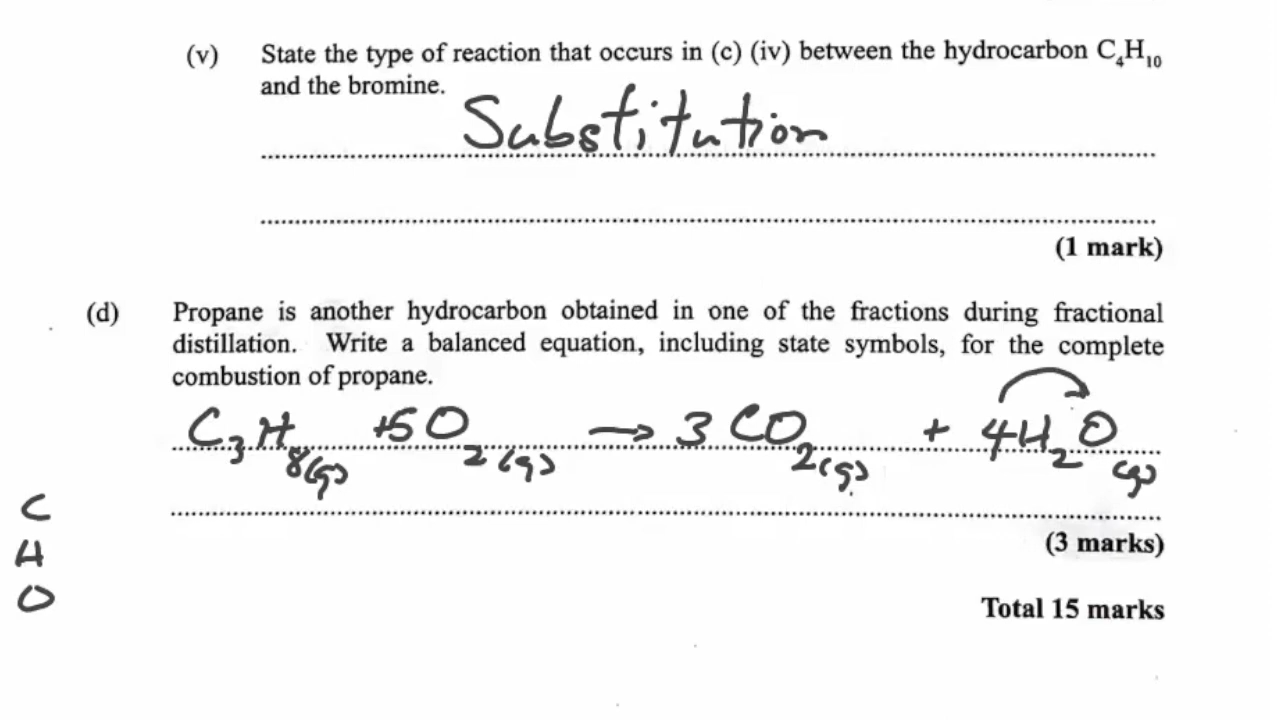 (v) State the type of reaction that occurs in (c) (iv) between the hydrocarbon C₄H₁₀
and the bromine.
Substitution
(1 mark)
(d) Propane is another hydrocarbon obtained in one of the fractions during fractional
distillation. Write a balanced equation, including state symbols, for the complete
combustion of propane.
C₃H₈(g) +5O₂(g) → 3CO₂(g) + 4H₂O(g)
C
H
O
(3 marks)
Total 15 marks